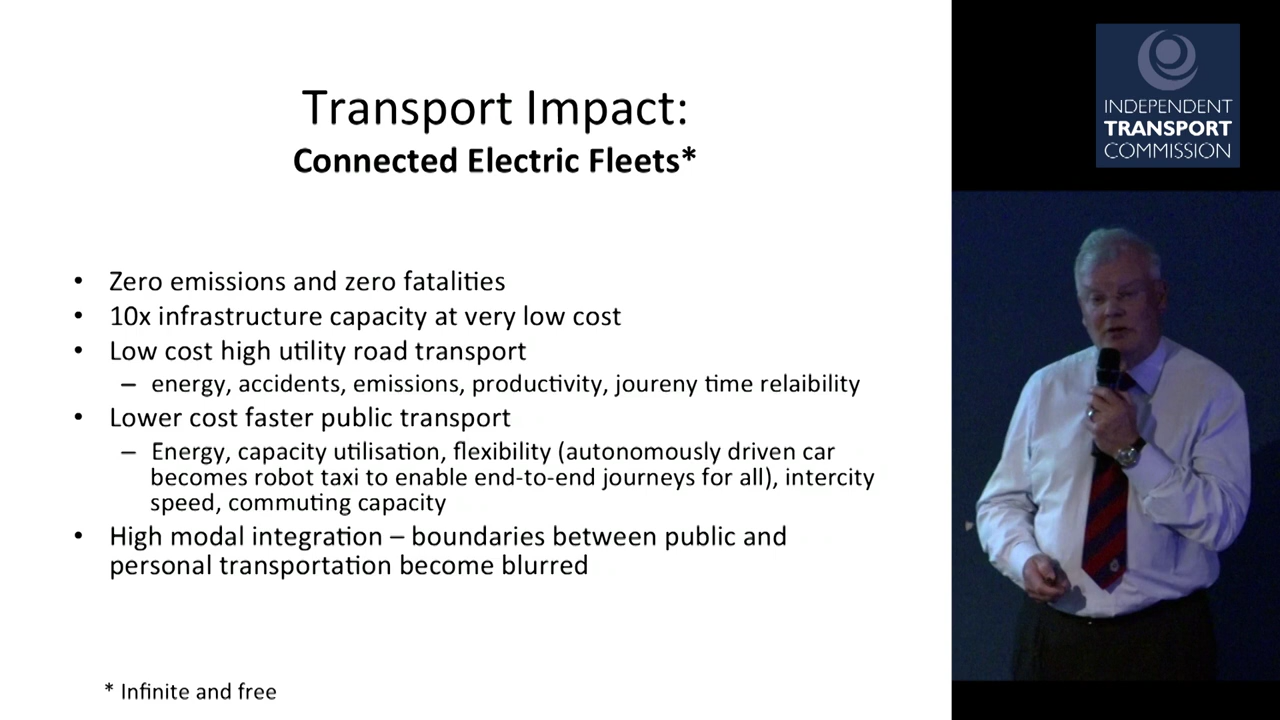 Transport Impact:
Connected Electric Fleets*
• Zero emissions and zero fatalities
• 10x infrastructure capacity at very low cost
• Low cost high utility road transport
– energy, accidents, emissions, productivity, joureny time relaibility
• Lower cost faster public transport
– Energy, capacity utilisation, flexibility (autonomously driven car
becomes robot taxi to enable end-to-end journeys for all), intercity
speed, commuting capacity
• High modal integration – boundaries between public and
personal transportation become blurred
* Infinite and free
INDEPENDENT
TRANSPORT
COMMISSION